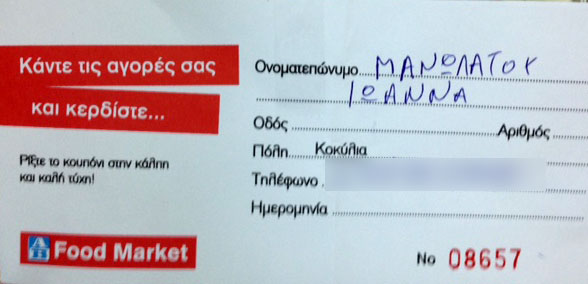 Κάντε τις αγορές σας
και κερδίστε...
Ρίξτε το κουπόνι στην κάλπη
και καλή τύχη!
AB Food Market
Ονοματεπώνυμο ΜΑΝΩΛΑΤΟΥ
ΙΩΑΝΝΑ
Οδός Αριθμός
Πόλη Κοκύλια
Τηλέφωνο
Ημερομηνία
No 08657